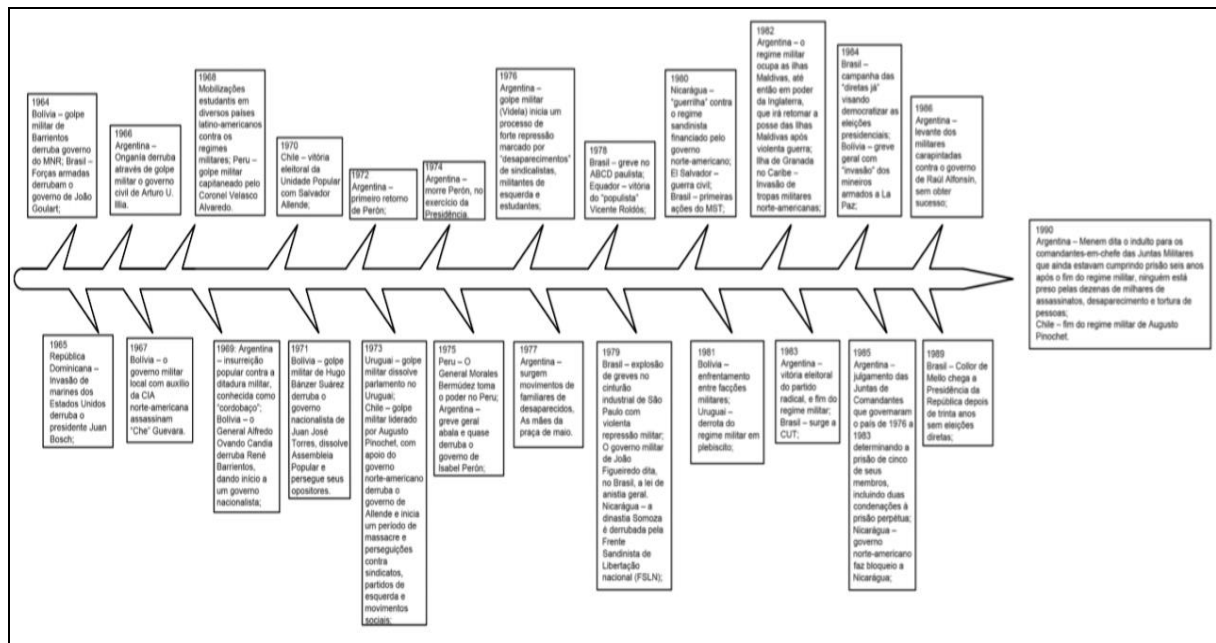 1964
Bolívia – golpe
militar de
Barrientos
derruba governo
do MNR; Brasil –
Forças armadas
derrubam o
governo de João
Goulart;
1966
Argentina –
Ongania derruba
através de golpe
militar o governo
civil de Arturo U.
Illia.
1968
Mobilizações
estudantis em
diversos países
latino-americanos
contra os
regimes
militares; Peru –
golpe militar
capitaneado pelo
Coronel Velasco
Alvaredo.
1970
Chile – vitória
eleitoral da
Unidade Popular
com Salvador
Allende;
1972
Argentina –
primeiro retorno
de Perón;
1974
Argentina –
morre Perón, no
exercício da
Presidência.
1976
Argentina –
golpe militar
(Videla) inicia um
processo de
forte repressão
marcado por
"desaparecimentos"
de sindicalistas,
militantes de
esquerda e
estudantes;
1978
Brasil – greve no
ABCD paulista;
Equador – vitória
do "populista"
Vicente Roldós;
1980
Nicarágua –
"guerrilha" contra
o regime
sandinista
financiado pelo
governo
norte-americano;
El Salvador –
guerra civil;
Brasil – primeiras
ações do MST;
1982
Argentina – o
regime militar
ocupa as ilhas
Maldivas, até
então em poder
da Inglaterra,
que irá retomar a
posse das ilhas
Maldivas após
violenta guerra;
Ilha de Granada
no Caribe –
Invasão de
tropas militares
norte-americanas;
1984
Brasil –
campanha das
"diretas já"
visando
democratizar as
eleições
presidenciais;
Bolívia – greve
geral com
"invasão" dos
mineiros
armados a La
Paz;
1986
Argentina –
levante dos
militares
carapintadas
contra o governo
de Raúl Alfonsín,
sem obter
sucesso;
1990
Argentina – Menem dita o indulto para os
comandantes-em-chefe das Juntas Militares
que ainda estavam cumprindo prisão seis anos
após o fim do regime militar, ninguém está
preso pelas dezenas de milhares de
assassinatos, desaparecimento e tortura de
pessoas;
Chile – fim do regime militar de Augusto
Pinochet.
1965
República
Dominicana –
Invasão de
marines dos
Estados Unidos
derruba o
presidente Juan
Bosch;
1967
Bolívia – o
governo militar
local com auxílio
da CIA
norte-americana
assassinam
"Che" Guevara.
1969: Argentina
– insurreição
popular contra a
ditadura militar,
conhecida como
"cordobaço";
Bolívia – o
General Alfredo
Ovando Candia
derruba René
Barrientos,
dando início a
um governo
nacionalista;
1971
Bolívia – golpe
militar de Hugo
Bánzer Suárez
derruba o
governo
nacionalista de
Juan José
Torres, dissolve
Assembleia
Popular e
persegue seus
opositores.
1973
Uruguai – golpe
militar dissolve
parlamento no
Uruguai;
Chile – golpe
militar liderado
por Augusto
Pinochet, com
apoio do
governo
norte-americano
derruba o
governo de
Allende e inicia
um período de
massacre e
perseguições
contra
sindicatos,
partidos de
esquerda e
movimentos
sociais;
1975
Peru – O
General Morales
Bermúdez toma
o poder no Peru;
Argentina –
greve geral
abala e quase
derruba o
governo de
Isabel Perón;
1977
Argentina –
surgem
movimentos de
familiares de
desaparecidos,
As mães da
praça de maio.
1979
Brasil – explosão
de greves no
cinturão
industrial de São
Paulo com
violenta
repressão militar;
O governo militar
de João
Figueiredo dita,
no Brasil, a lei de
anistia geral.
Nicarágua – a
dinastia Somoza
é derrubada pela
Frente
Sandinista de
Libertação
nacional (FSLN);
1981
Bolívia –
enfrentamento
entre facções
militares;
Uruguai –
derrota do
regime militar em
plebiscito;
1983
Argentina –
vitória eleitoral
do partido
radical, e fim do
regime militar;
Brasil – surge a
CUT;
1985
Argentina –
julgamento das
Juntas de
Comandantes
que governaram
o país de 1976 a
1983
determinando a
prisão de cinco
de seus
membros,
incluindo duas
condenações à
prisão perpétua;
Nicarágua –
governo
norte-americano
faz bloqueio a
Nicarágua;
1989
Brasil – Collor de
Mello chega a
Presidência da
República depois
de trinta anos
sem eleições
diretas;